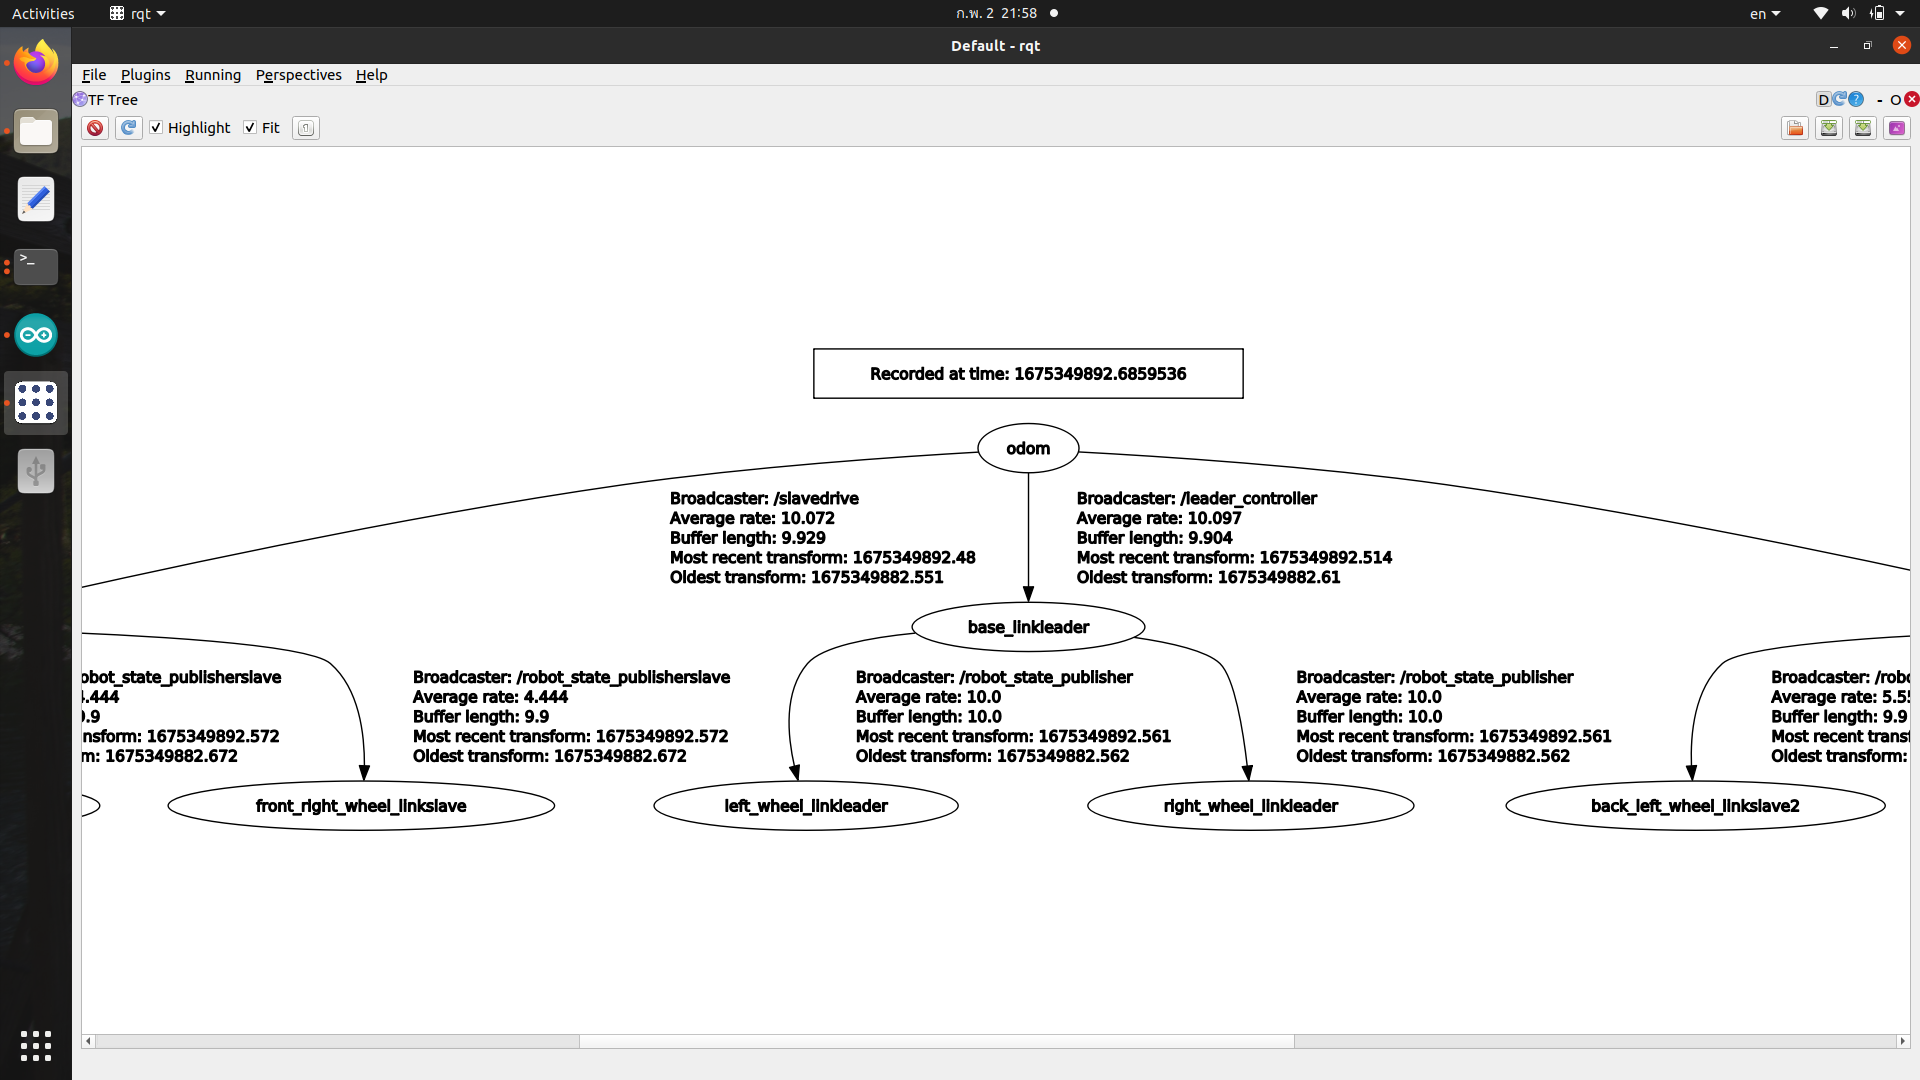 Activities
rqt
ก.พ. 2 21:58
en
Default - rqt
File Plugins Running Perspectives Help
TF Tree
D
- O
Highlight
Fit
Recorded at time: 1675349892.6859536
odom
Broadcaster: /slavedrive
Average rate: 10.072
Buffer length: 9.929
Most recent transform: 1675349892.48
Oldest transform: 1675349882.551
Broadcaster: /leader_controller
Average rate: 10.097
Buffer length: 9.904
Most recent transform: 1675349892.514
Oldest transform: 1675349882.61
base_linkleader
obot_state_publisherslave
4.444
9.9
nsform: 1675349892.572
m: 1675349882.672
Broadcaster: /robot_state_publisherslave
Average rate: 4.444
Buffer length: 9.9
Most recent transform: 1675349892.572
Oldest transform: 1675349882.672
Broadcaster: /robot_state_publisher
Average rate: 10.0
Buffer length: 10.0
Most recent transform: 1675349892.561
Oldest transform: 1675349882.562
Broadcaster: /robot_state_publisher
Average rate: 10.0
Buffer length: 10.0
Most recent transform: 1675349892.561
Oldest transform: 1675349882.562
Broadcaster: /robo
Average rate: 5.55
Buffer length: 9.9
Most recent transf
Oldest transform:
front_right_wheel_linkslave
left_wheel_linkleader
right_wheel_linkleader
back_left_wheel_linkslave2